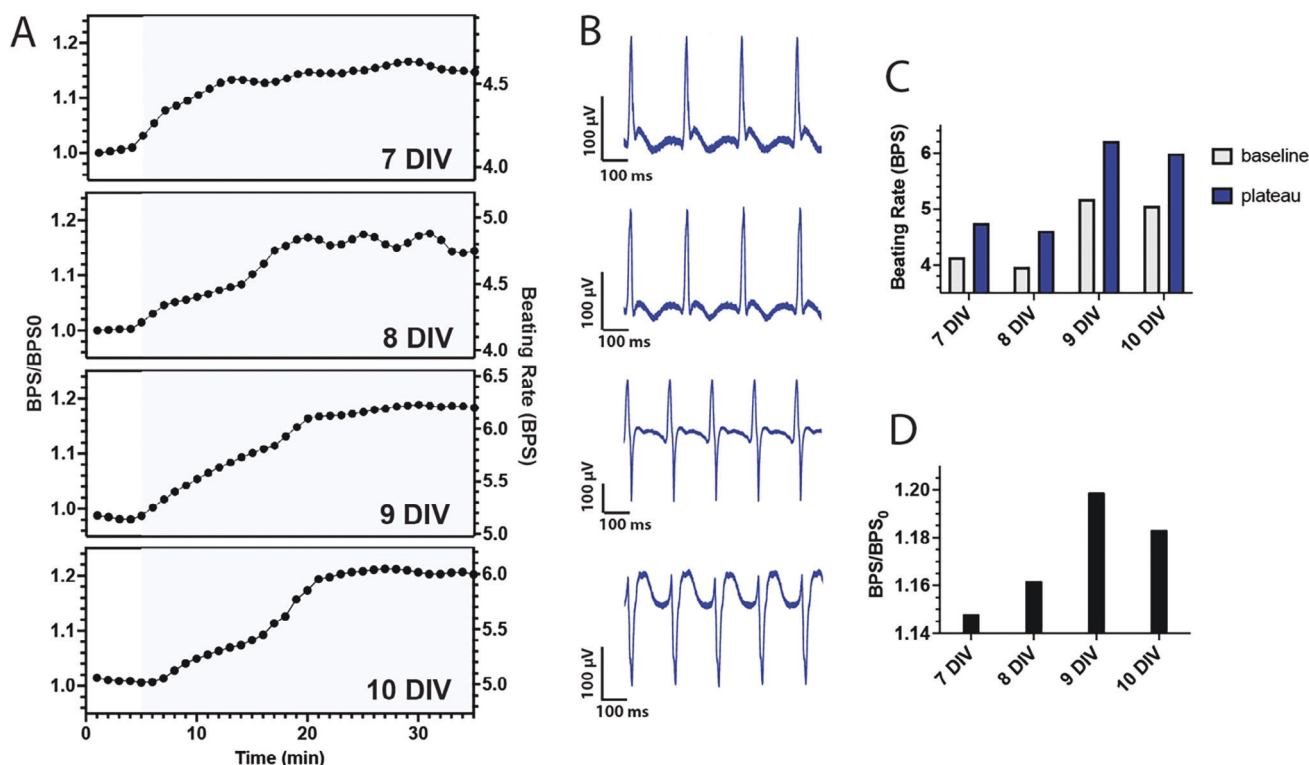 A
BPS/BPS0
Beating Rate (BPS)
1.2
1.1
1.0
4.5
4.0
7 DIV
1.2
1.1
1.0
5.0
4.5
4.0
8 DIV
1.2
1.1
1.0
6.5
6.0
5.5
5.0
9 DIV
1.2
1.1
1.0
6.0
5.5
5.0
10 DIV
0
10
20
30
Time (min)
B
100 µV
100 ms
100 µV
100 ms
100 µV
100 ms
100 µV
100 ms
C
Beating Rate (BPS)
6
5
4
7 DIV
8 DIV
9 DIV
10 DIV
baseline
plateau
D
BPS/BPS₀
1.20
1.18
1.16
1.14
7 DIV
8 DIV
9 DIV
10 DIV